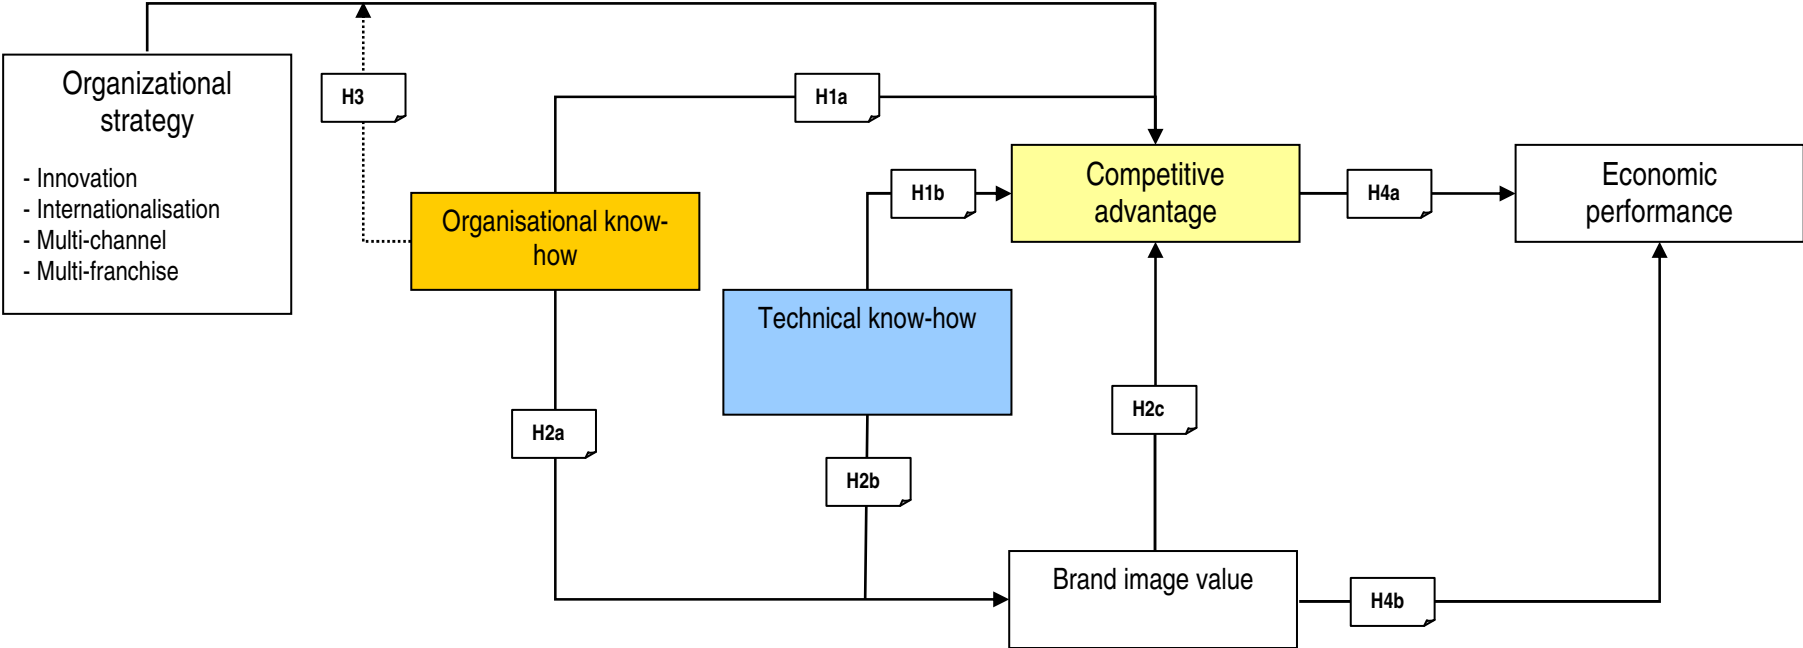 Organizational
strategy
- Innovation
- Internationalisation
- Multi-channel
- Multi-franchise
H3
H1a
Organisational know-
how
H1b
Competitive
advantage
H4a
Economic
performance
Technical know-how
H2a
H2b
H2c
Brand image value
H4b